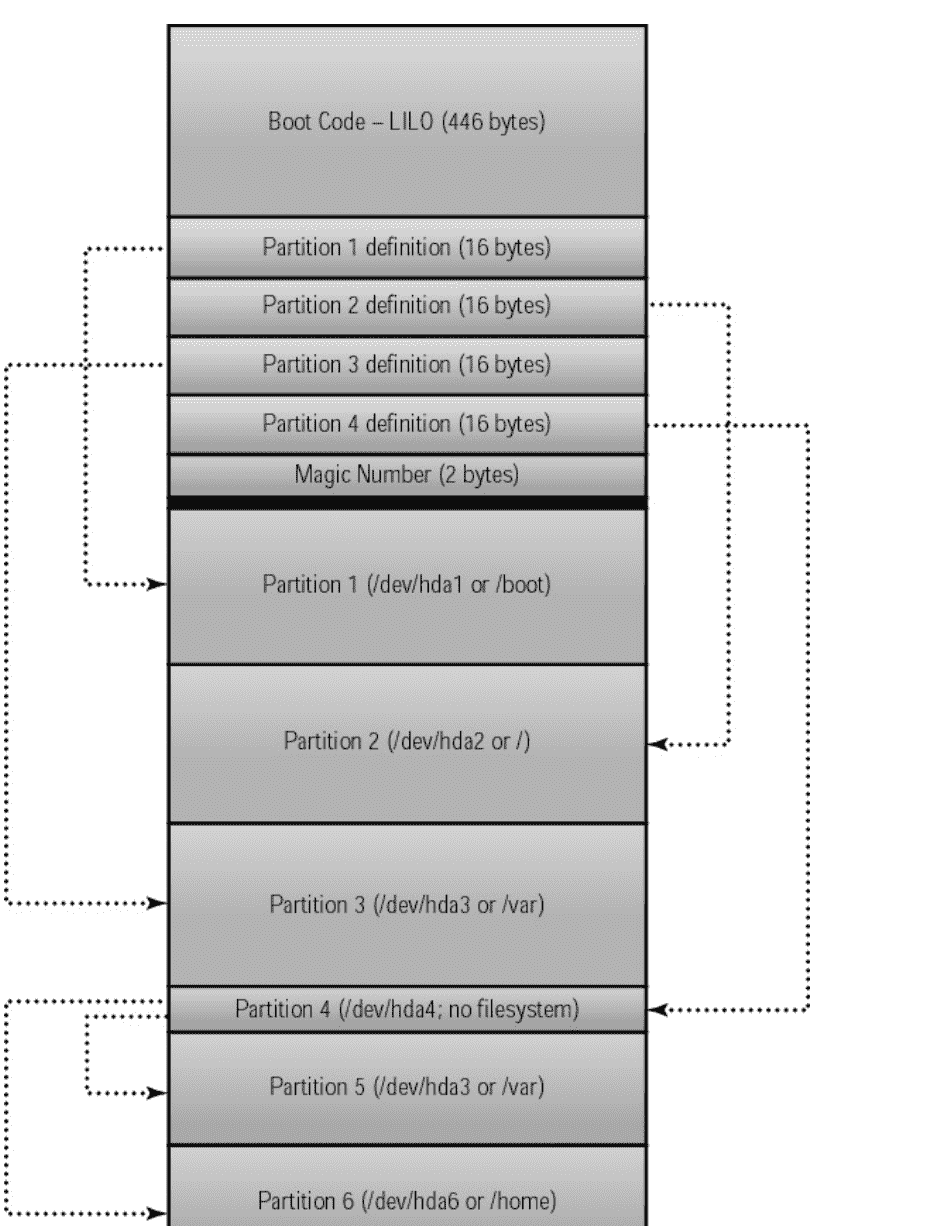 Boot Code – LILO (446 bytes)
Partition 1 definition (16 bytes)
Partition 2 definition (16 bytes)
Partition 3 definition (16 bytes)
Partition 4 definition (16 bytes)
Magic Number (2 bytes)
Partition 1 (/dev/hda1 or /boot)
Partition 2 (/dev/hda2 or /)
Partition 3 (/dev/hda3 or /var)
Partition 4 (/dev/hda4; no filesystem)
Partition 5 (/dev/hda3 or /var)
Partition 6 (/dev/hda6 or /home)